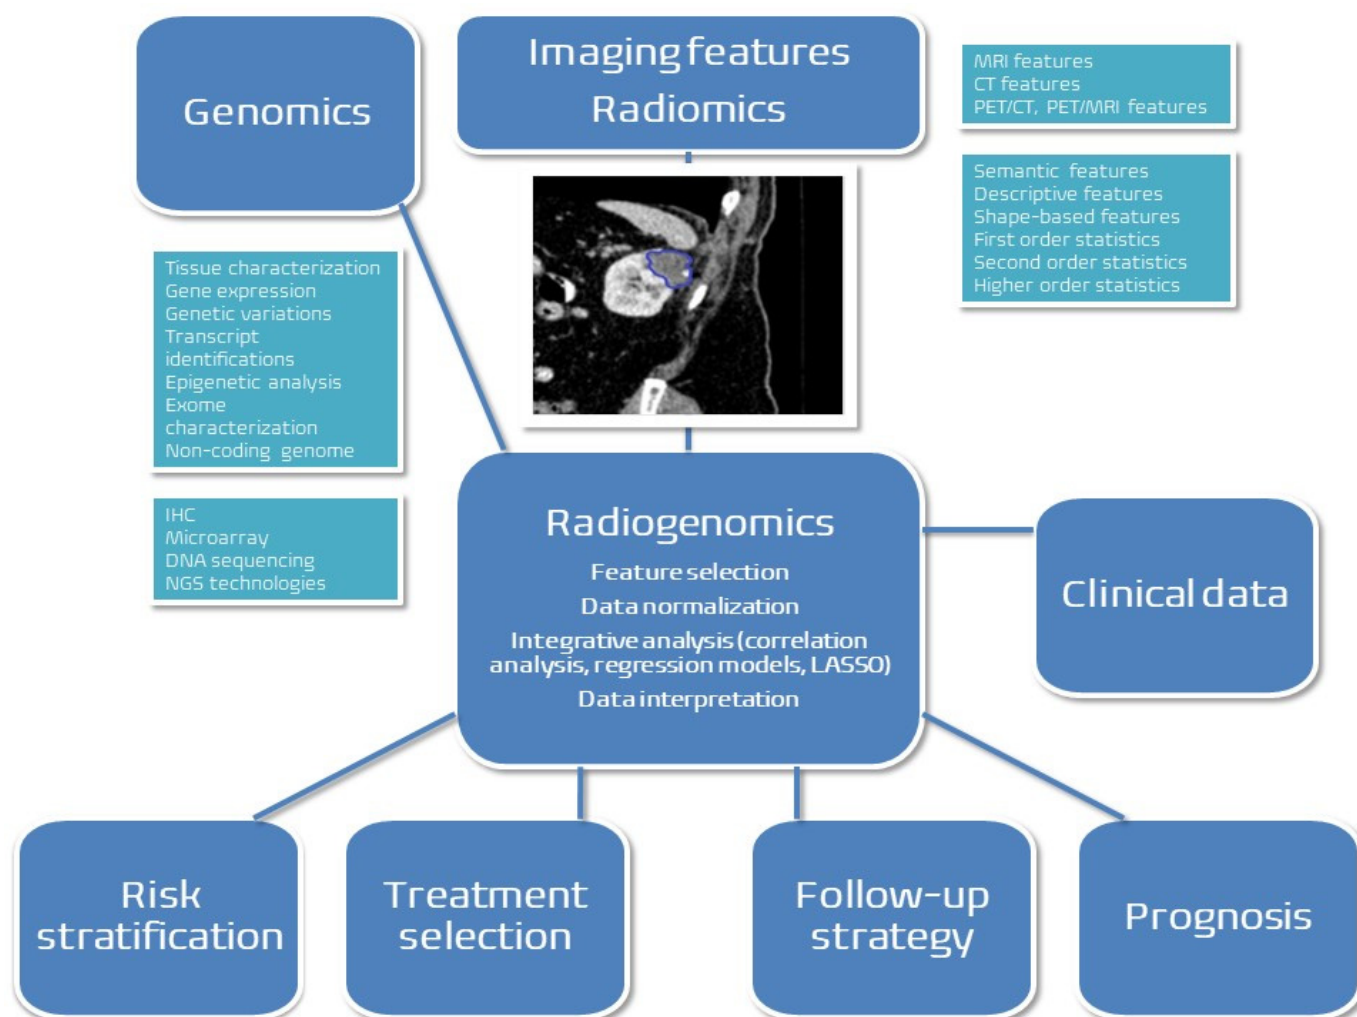 Genomics
Imaging features
Radiomics
MRI features
CT features
PET/CT, PET/MRI features
Semantic features
Descriptive features
Shape-based features
First order statistics
Second order statistics
Higher order statistics
Tissue characterization
Gene expression
Genetic variations
Transcript
identifications
Epigenetic analysis
Exome
characterization
Non-coding genome
IHC
Microarray
DNA sequencing
NGS technologies
Radiogenomics
Feature selection
Data normalization
Integrative analysis (correlation
analysis, regression models, LASSO)
Data interpretation
Clinical data
Risk
stratification
Treatment
selection
Follow-up
strategy
Prognosis